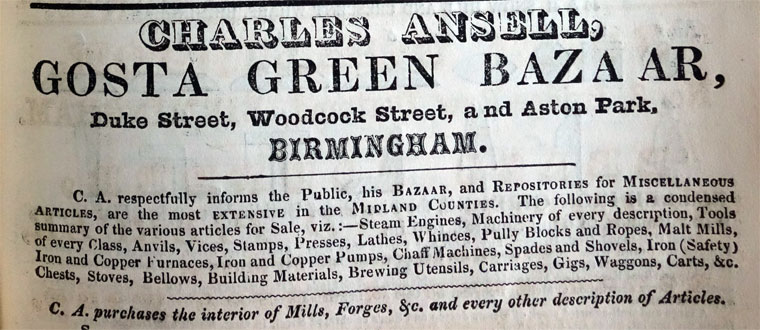 CHARLES ANSELL,
GOSTA GREEN BAZAAR,
Duke Street, Woodcock Street, and Aston Park,
BIRMINGHAM.
C. A. respectfully informs the Public, his BAZAAR, and REPOSITORIES for MISCELLANEOUS
ARTICLES, are the most EXTENSIVE in the MIDLAND COUNTIES. The following is a condensed
summary of the various articles for Sale, viz.:—Steam Engines, Machinery of every description, Tools
of every Class, Anvils, Vices, Stamps, Presses, Lathes, Whinces, Pully Blocks and Ropes, Malt Mills,
Iron and Copper Furnaces, Iron and Copper Pumps, Chaff Machines, Spades and Shovels, Iron (Safety)
Chests, Stoves, Bellows, Building Materials, Brewing Utensils, Carriages, Gigs, Waggons, Carts, &c.
C. A. purchases the interior of Mills, Forges, &c. and every other description of Articles.
S